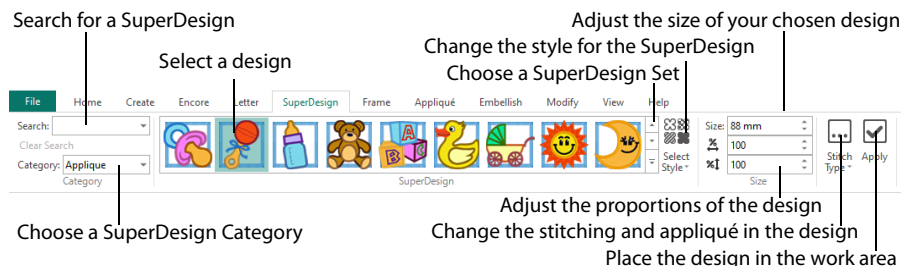 Search for a SuperDesign
Adjust the size of your chosen design
Change the style for the SuperDesign
Select a design
Choose a SuperDesign Set
File Home Create Encore Letter SuperDesign Frame Appliqué Embellish Modify View Help
Search:
Clear Search
Category: Applique
Category
A
B
C
SuperDesign
Select
Style
Size: 88 mm
% 100
% 100
Size
Stitch
Type
Apply
Adjust the proportions of the design
Choose a SuperDesign Category
Change the stitching and appliqué in the design
Place the design in the work area